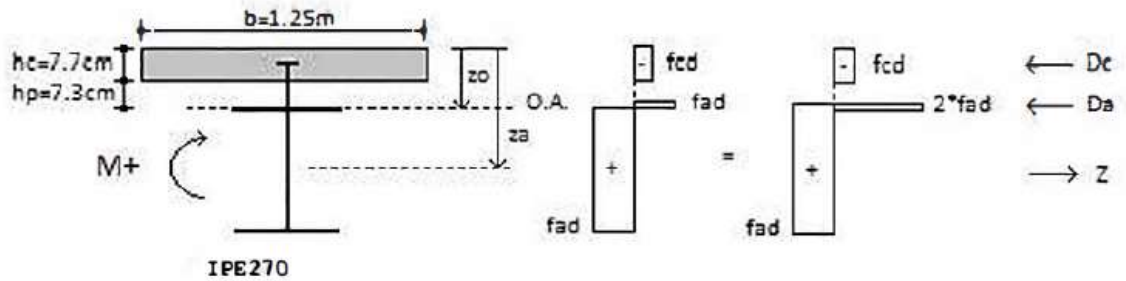 b=1.25m
hc=7.7cm
hp=7.3cm
zo
za
O.A.
M+
IPE270
- fcd
fad
+
fad
=
- fcd
2*fad
+
fad
← Dc
← Da
→ Z